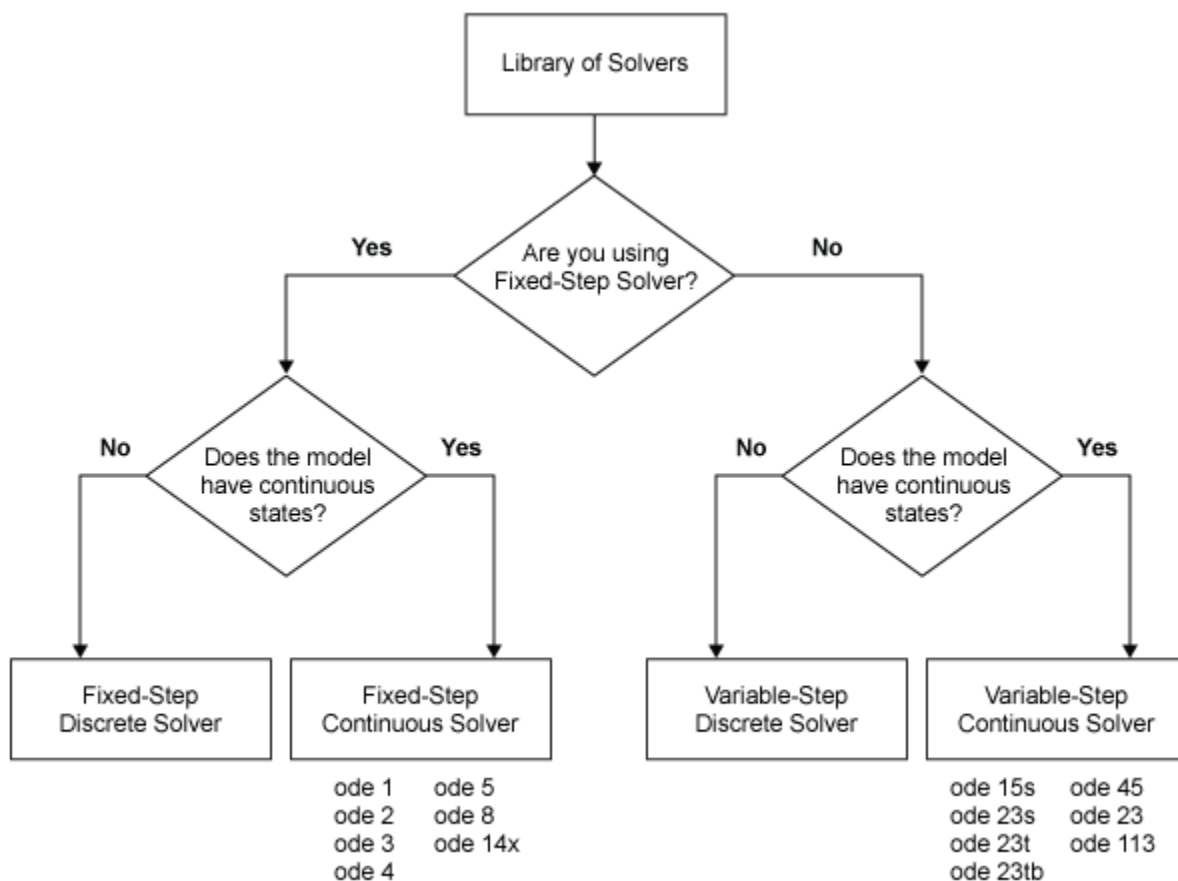 Library of Solvers
Yes
Are you using
Fixed-Step Solver?
No
No
Does the model
have continuous
states?
Yes
No
Does the model
have continuous
states?
Yes
Fixed-Step
Discrete Solver
Fixed-Step
Continuous Solver
Variable-Step
Discrete Solver
Variable-Step
Continuous Solver
ode 1 ode 5
ode 2 ode 8
ode 3 ode 14x
ode 4
ode 15s ode 45
ode 23s ode 23
ode 23t ode 113
ode 23tb